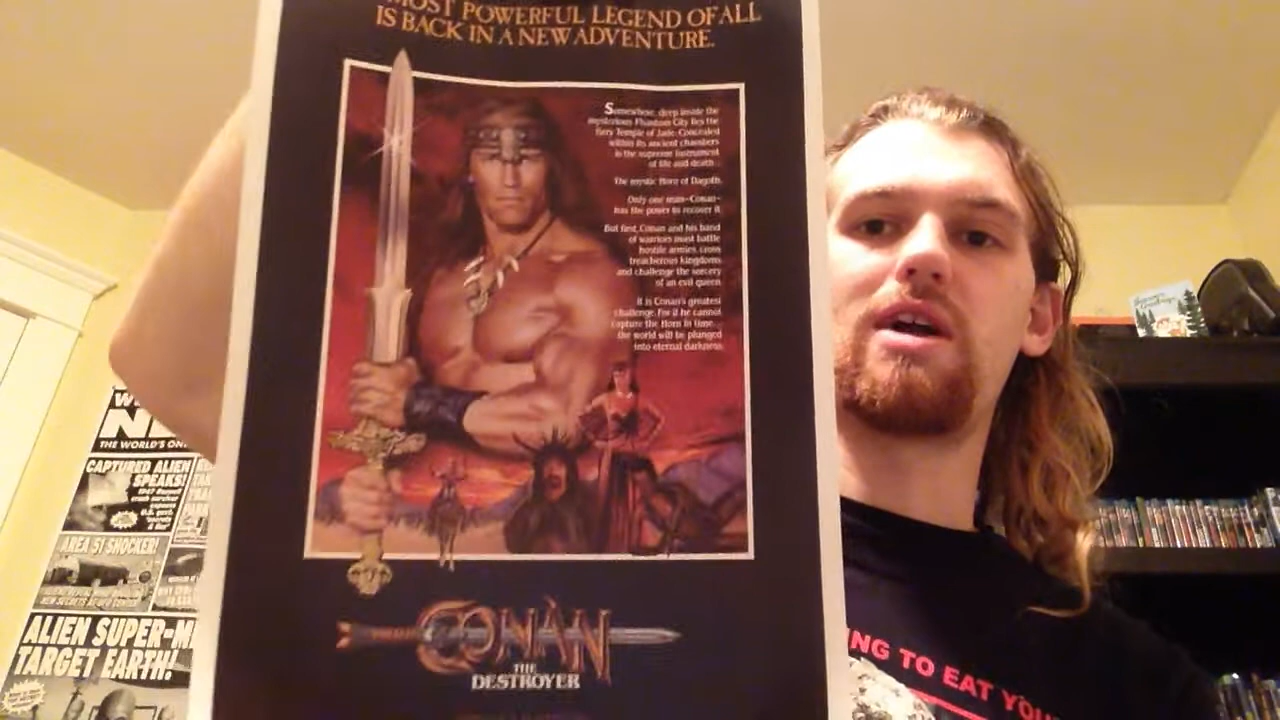 MOST POWERFUL LEGEND OF ALL
IS BACK IN A NEW ADVENTURE.
Somewhere, deep inside the
mysterious Phantom City lies the
fiery Temple of Jade. Concealed
within its ancient chambers
is the supreme instrument
of life and death...
The mystic Horn of Dagoth.
Only one man—Conan—
has the power to recover it.
But first, Conan and his band
of warriors must battle
hostile armies, cross
treacherous kingdoms
and challenge the sorcery
of an evil queen.
It is Conan's greatest
challenge. For if he cannot
capture the Horn in time...
the world will be plunged
into eternal darkness.
CONAN
THE
DESTROYER
THE WORLD'S ON
CAPTURED ALIEN
SPEAKS!
AREA 51 SHOCKER!
ALIEN SUPER-
TARGET EARTH!
NG TO EAT YOU
Season's
Greetings